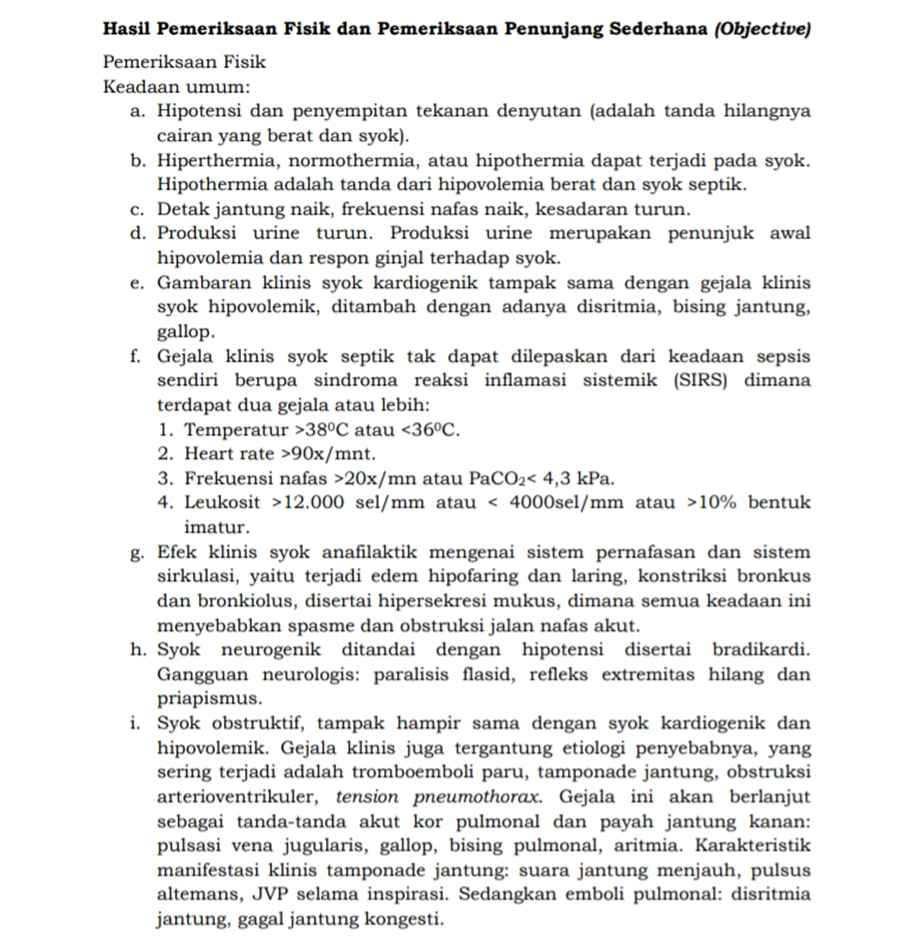 Hasil Pemeriksaan Fisik dan Pemeriksaan Penunjang Sederhana (Objective)
Pemeriksaan Fisik
Keadaan umum:
a. Hipotensi dan penyempitan tekanan denyutan (adalah tanda hilangnya
cairan yang berat dan syok).
b. Hiperthermia, normothermia, atau hipothermia dapat terjadi pada syok.
Hipothermia adalah tanda dari hipovolemia berat dan syok septik.
c. Detak jantung naik, frekuensi nafas naik, kesadaran turun.
d. Produksi urine turun. Produksi urine merupakan penunjuk awal
hipovolemia dan respon ginjal terhadap syok.
e. Gambaran klinis syok kardiogenik tampak sama dengan gejala klinis
syok hipovolemik, ditambah dengan adanya disritmia, bising jantung,
gallop.
f. Gejala klinis syok septik tak dapat dilepaskan dari keadaan sepsis
sendiri berupa sindroma reaksi inflamasi sistemik (SIRS) dimana
terdapat dua gejala atau lebih:
1. Temperatur >38⁰C atau <36⁰C.
2. Heart rate >90x/mnt.
3. Frekuensi nafas >20x/mn atau PaCO₂< 4,3 kPa.
4. Leukosit >12.000 sel/mm atau < 4000sel/mm atau >10% bentuk
imatur.
g. Efek klinis syok anafilaktik mengenai sistem pernafasan dan sistem
sirkulasi, yaitu terjadi edem hipofaring dan laring, konstriksi bronkus
dan bronkiolus, disertai hipersekresi mukus, dimana semua keadaan ini
menyebabkan spasme dan obstruksi jalan nafas akut.
h. Syok neurogenik ditandai dengan hipotensi disertai bradikardi.
Gangguan neurologis: paralisis flasid, refleks extremitas hilang dan
priapismus.
i. Syok obstruktif, tampak hampir sama dengan syok kardiogenik dan
hipovolemik. Gejala klinis juga tergantung etiologi penyebabnya, yang
sering terjadi adalah tromboemboli paru, tamponade jantung, obstruksi
arterioventrikuler, tension pneumothorax. Gejala ini akan berlanjut
sebagai tanda-tanda akut kor pulmonal dan payah jantung kanan:
pulsasi vena jugularis, gallop, bising pulmonal, aritmia. Karakteristik
manifestasi klinis tamponade jantung: suara jantung menjauh, pulsus
altemans, JVP selama inspirasi. Sedangkan emboli pulmonal: disritmia
jantung, gagal jantung kongesti.